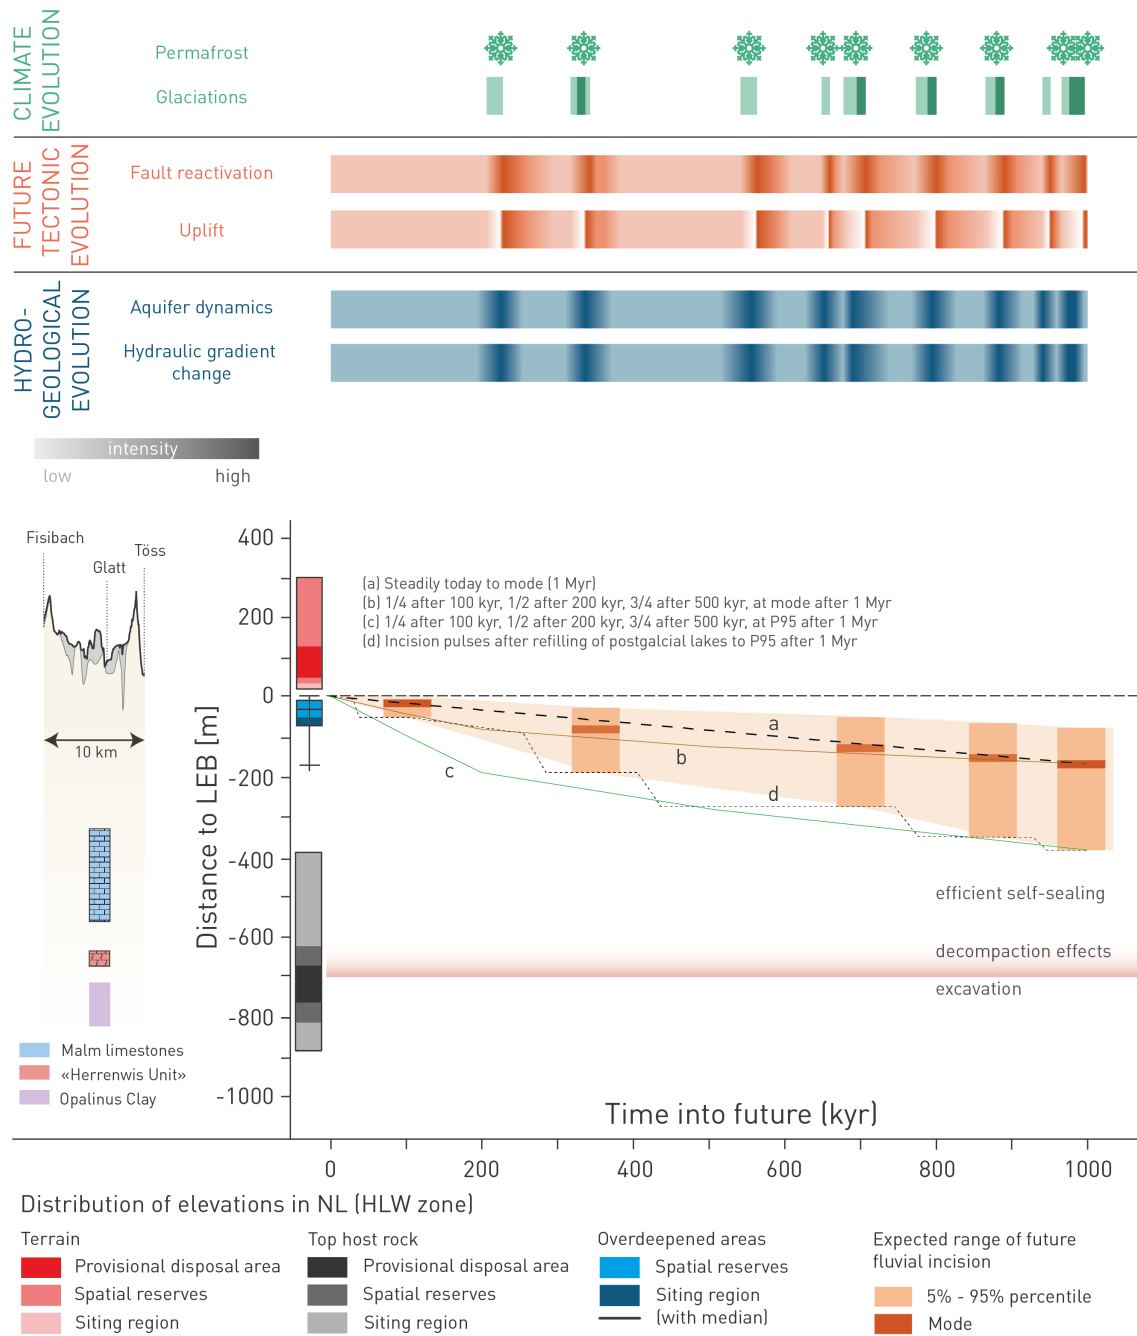 CLIMATE
EVOLUTION
Permafrost
Glaciations
FUTURE
TECTONIC
EVOLUTION
Fault reactivation
Uplift
HYDRO-
GEOLOGICAL
EVOLUTION
Aquifer dynamics
Hydraulic gradient
change
intensity
low
high
Fisibach
Glatt
Töss
10 km
Malm limestones
«Herrenwis Unit»
Opalinus Clay
Distance to LEB [m]
400
200
0
-200
-400
-600
-800
-1000
(a) Steadily today to mode (1 Myr)
(b) 1/4 after 100 kyr, 1/2 after 200 kyr, 3/4 after 500 kyr, at mode after 1 Myr
(c) 1/4 after 100 kyr, 1/2 after 200 kyr, 3/4 after 500 kyr, at P95 after 1 Myr
(d) Incision pulses after refilling of postgalcial lakes to P95 after 1 Myr
a
b
c
d
efficient self-sealing
decompaction effects
excavation
Time into future (kyr)
0
200
400
600
800
1000
Distribution of elevations in NL (HLW zone)
Terrain
Provisional disposal area
Spatial reserves
Siting region
Top host rock
Provisional disposal area
Spatial reserves
Siting region
Overdeepened areas
Spatial reserves
Siting region
(with median)
Expected range of future
fluvial incision
5% - 95% percentile
Mode